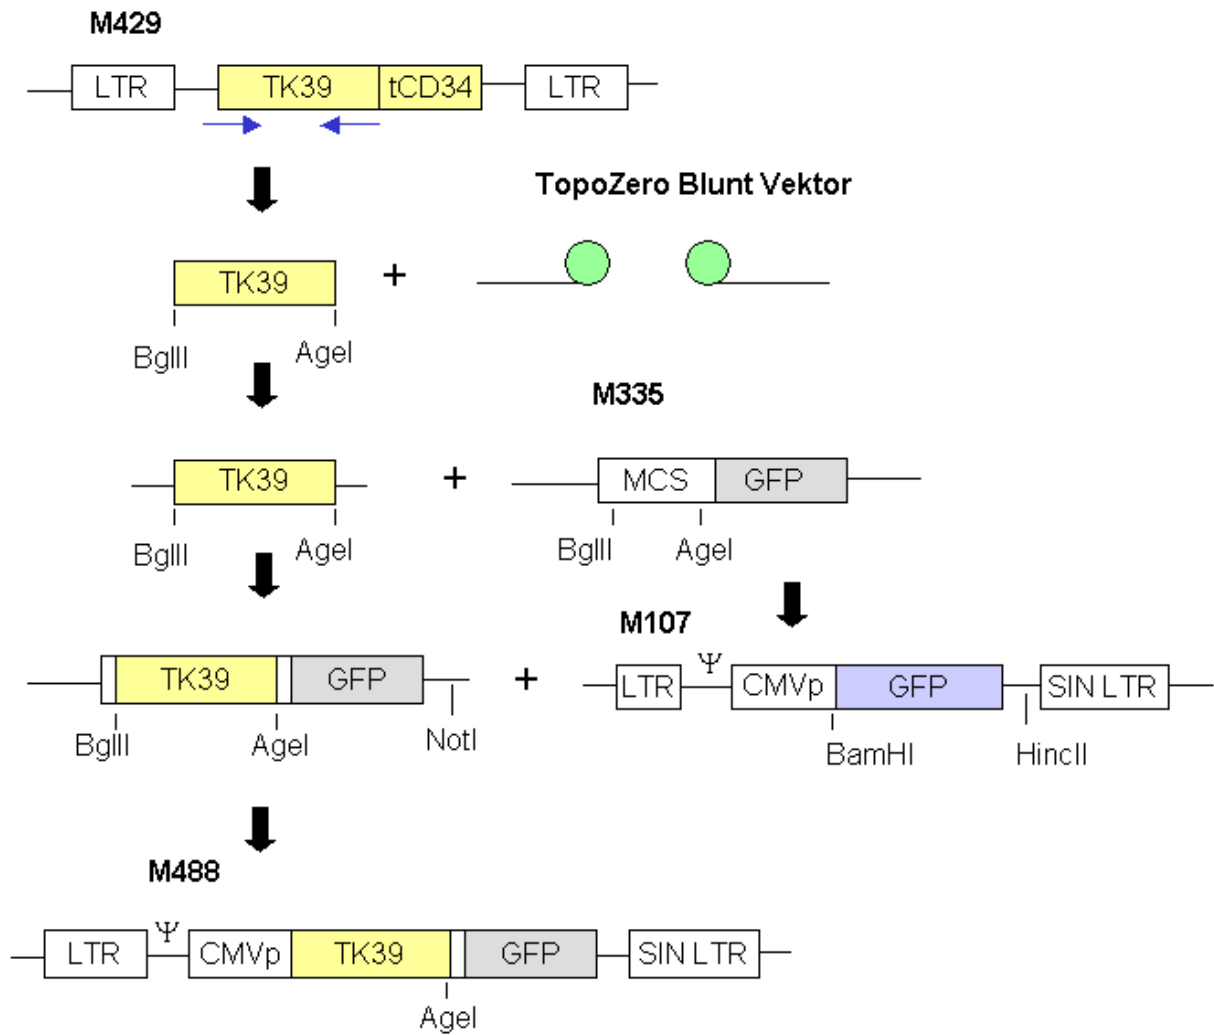 M429
LTR TK39 tCD34 LTR
TopoZero Blunt Vektor
TK39 +
BglII AgeI
M335
TK39 + MCS GFP
BglII AgeI BglII AgeI
M107
TK39 GFP + LTR Ψ CMVp GFP SIN LTR
BglII AgeI NotI BamHI HincII
M488
LTR Ψ CMVp TK39 GFP SIN LTR
AgeI